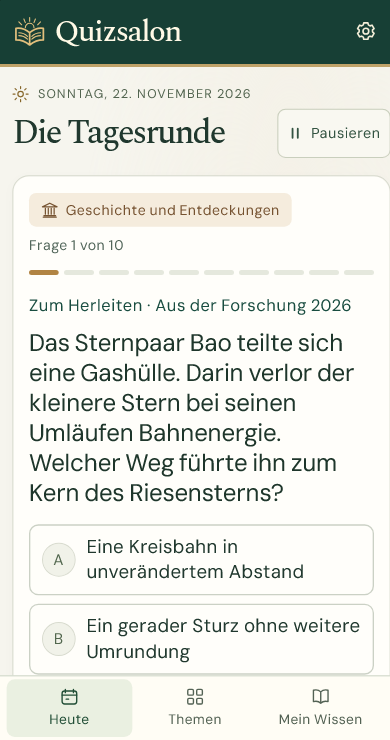 Quizsalon
SONNTAG, 22. NOVEMBER 2026
Die Tagesrunde
Pausieren
Geschichte und Entdeckungen
Frage 1 von 10
Zum Herleiten · Aus der Forschung 2026
Das Sternpaar Bao teilte sich
eine Gashülle. Darin verlor der
kleinere Stern bei seinen
Umläufen Bahnenergie.
Welcher Weg führte ihn zum
Kern des Riesensterns?
A
Eine Kreisbahn in
unverändertem Abstand
B
Ein gerader Sturz ohne weitere
Umrundung
Heute
Themen
Mein Wissen